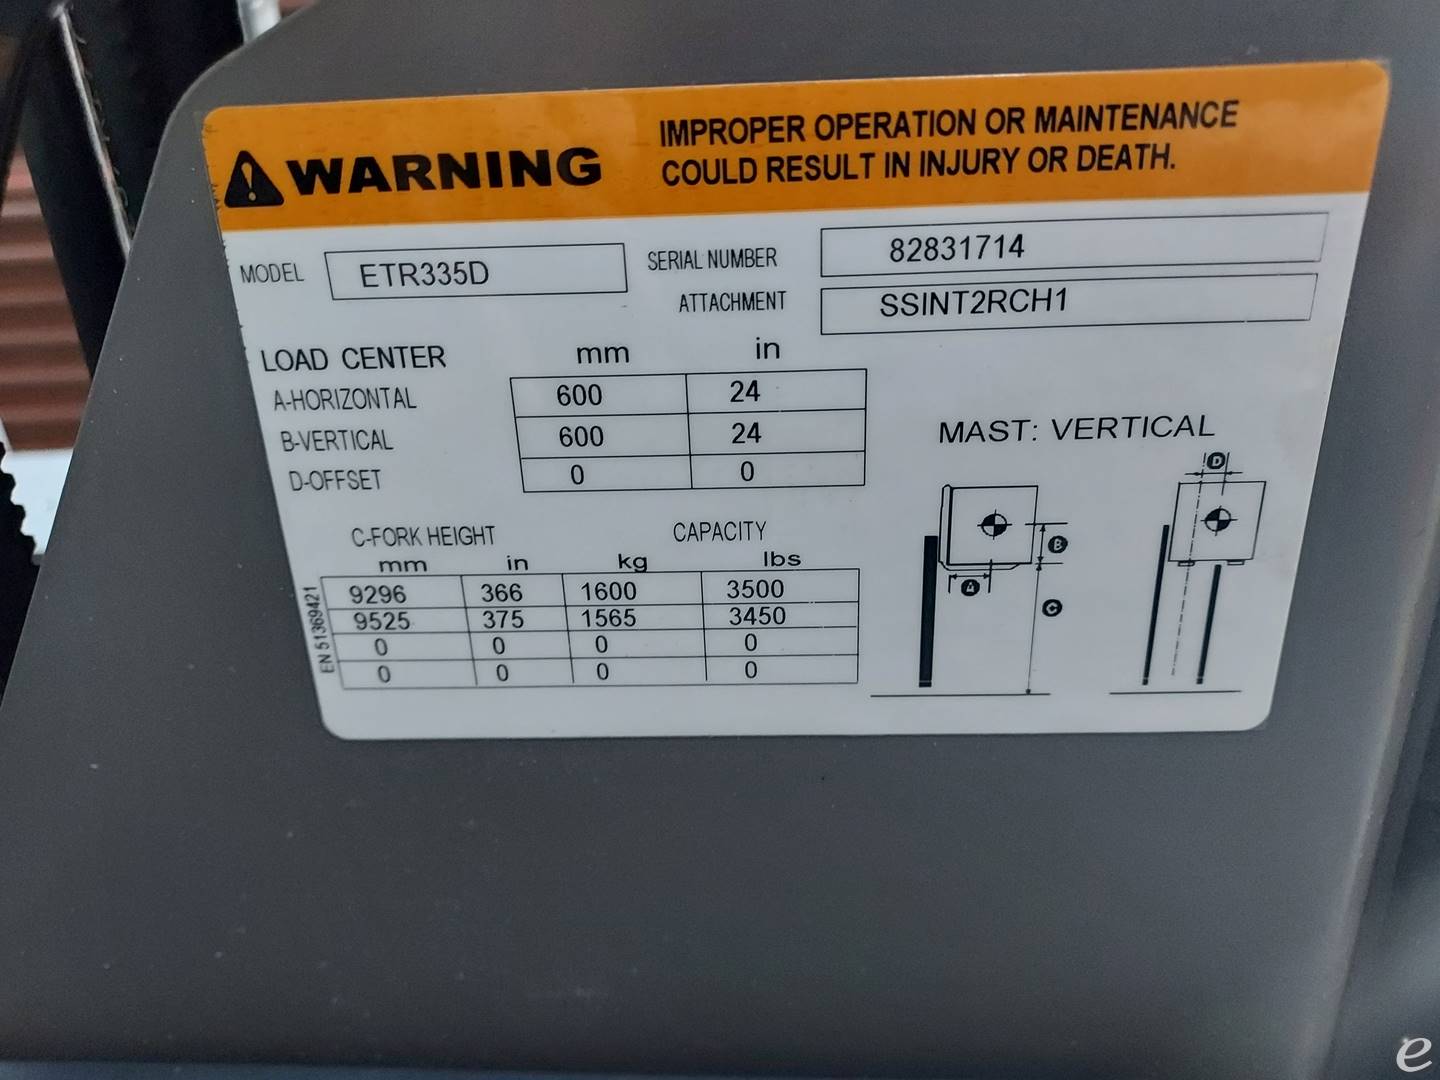 WARNING
IMPROPER OPERATION OR MAINTENANCE
COULD RESULT IN INJURY OR DEATH.
MODEL ETR335D
SERIAL NUMBER 82831714
ATTACHMENT SSINT2RCH1
LOAD CENTER mm in
A-HORIZONTAL 600 24
B-VERTICAL 600 24
D-OFFSET 0 0
C-FORK HEIGHT CAPACITY
mm in kg lbs
9296 366 1600 3500
9525 375 1565 3450
0 0 0 0
0 0 0 0
EN 51369421
MAST: VERTICAL
A
B
C
D
e